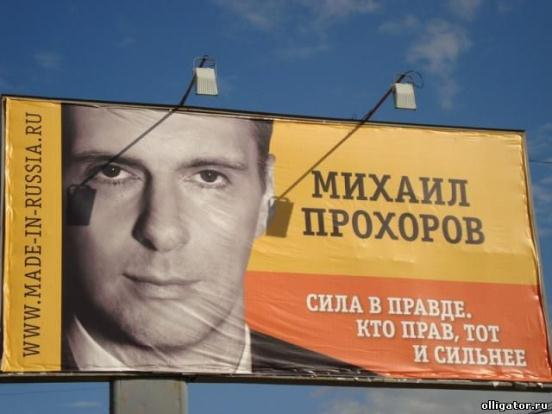 WWW.MADE-IN-RUSSIA.RU
МИХАИЛ
ПРОХОРОВ
СИЛА В ПРАВДЕ.
КТО ПРАВ, ТОТ
И СИЛЬНЕЕ
olligator.ru